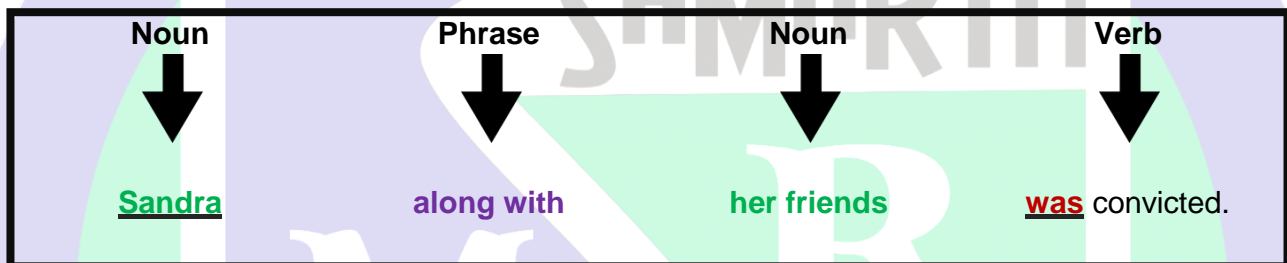 Noun Phrase Noun Verb
Sandra along with her friends was convicted.